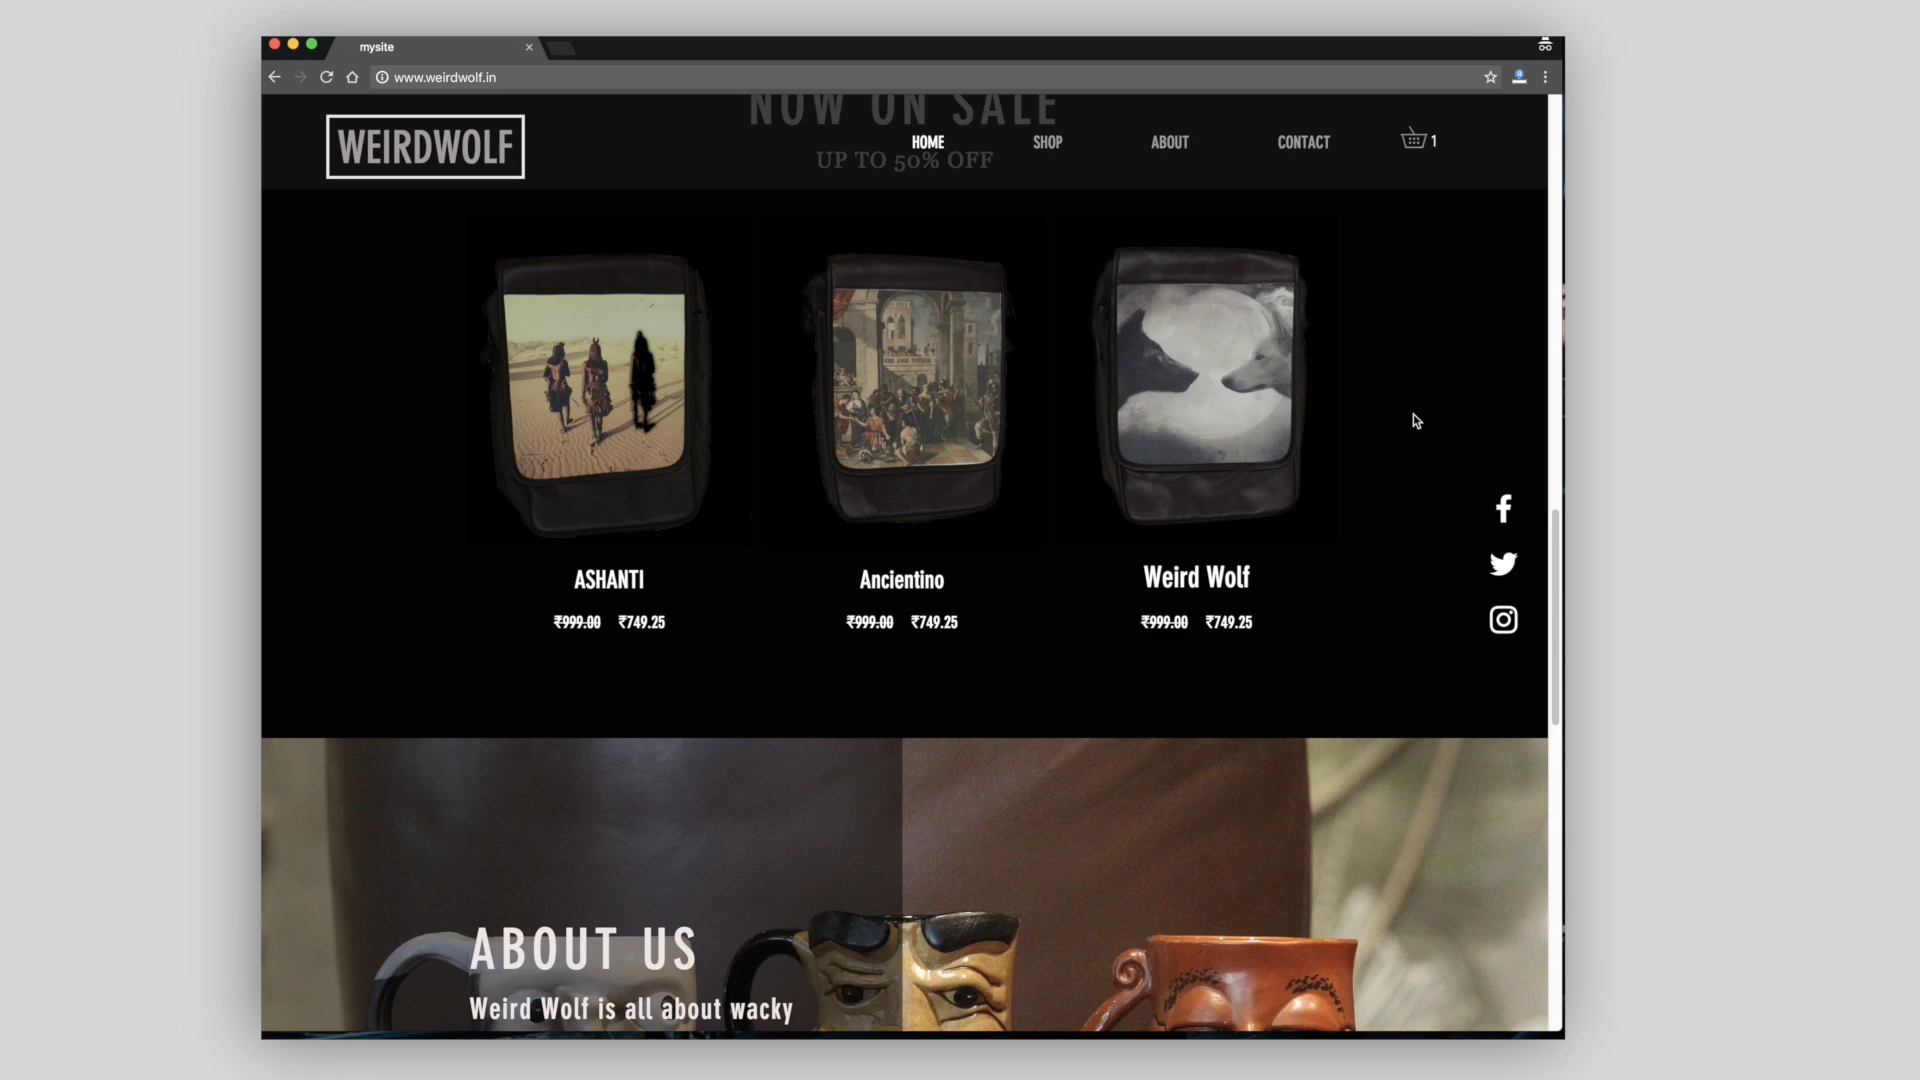 mysite
www.weirdwolf.in
NOW ON SALE
WEIRDWOLF
HOME SHOP ABOUT CONTACT 1
UP TO 50% OFF
ASHANTI
₹999.00 ₹749.25
Ancientino
₹999.00 ₹749.25
Weird Wolf
₹999.00 ₹749.25
ABOUT US
Weird Wolf is all about wacky